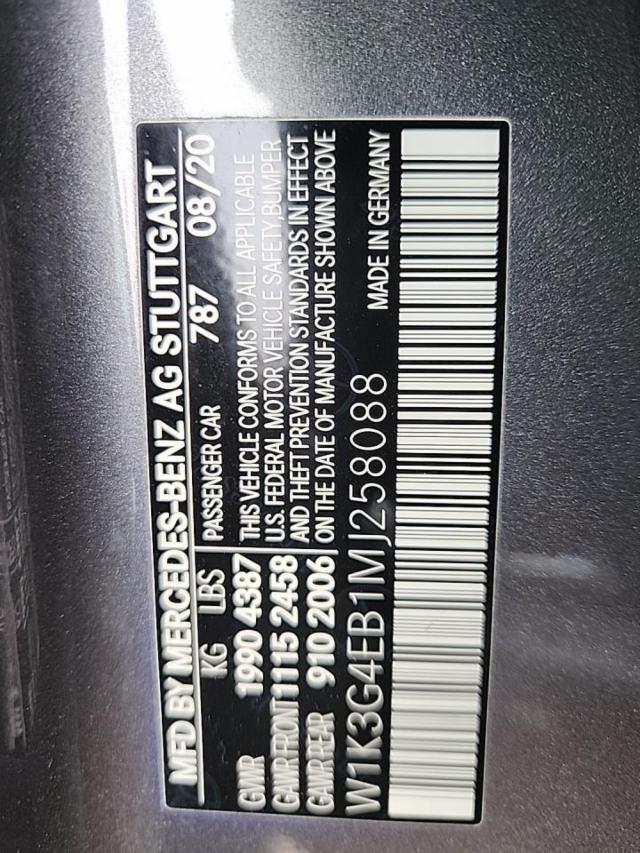 MFD BY MERCEDES-BENZ AG STUTTGART
KG LBS PASSENGER CAR 787 08/20
GWR 1990 4387 THIS VEHICLE CONFORMS TO ALL APPLICABLE
GAWR FRONT 1115 2458 U.S. FEDERAL MOTOR VEHICLE SAFETY,BUMPER
GAWR REAR 910 2006 AND THEFT PREVENTION STANDARDS IN EFFECT
ON THE DATE OF MANUFACTURE SHOWN ABOVE
W1K3G4EB1MJ258088 MADE IN GERMANY